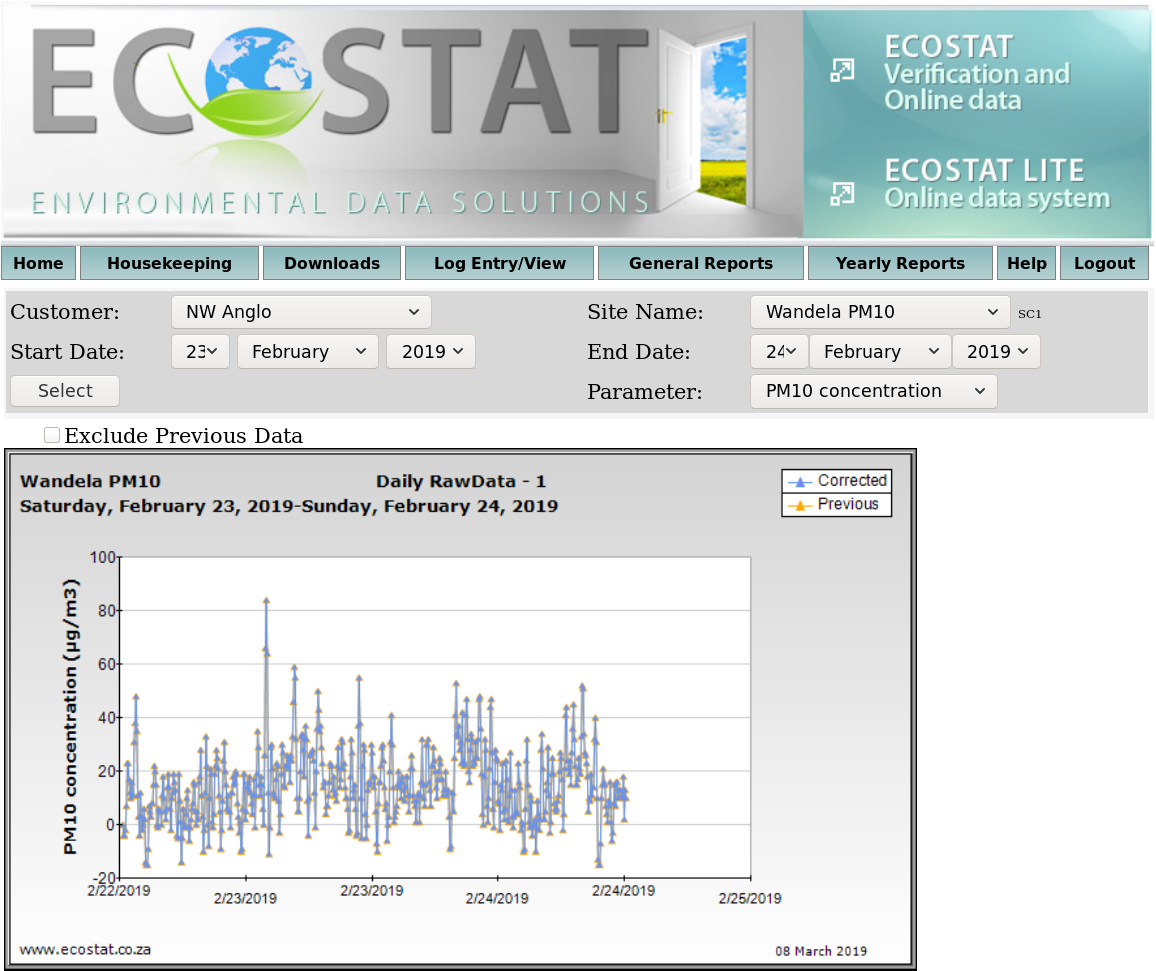 ECOSTAT
ENVIRONMENTAL DATA SOLUTIONS
ECOSTAT
Verification and
Online data
ECOSTAT LITE
Online data system
Home Housekeeping Downloads Log Entry/View General Reports Yearly Reports Help Logout
Customer: NW Anglo Site Name: Wandela PM10 SC1
Start Date: 23 February 2019 End Date: 24 February 2019
Select Parameter: PM10 concentration
Exclude Previous Data
Wandela PM10 Daily RawData - 1
Saturday, February 23, 2019-Sunday, February 24, 2019
Corrected
Previous
PM10 concentration (µg/m3)
100
80
60
40
20
0
-20
2/22/2019 2/23/2019 2/23/2019 2/24/2019 2/24/2019 2/25/2019
www.ecostat.co.za 08 March 2019